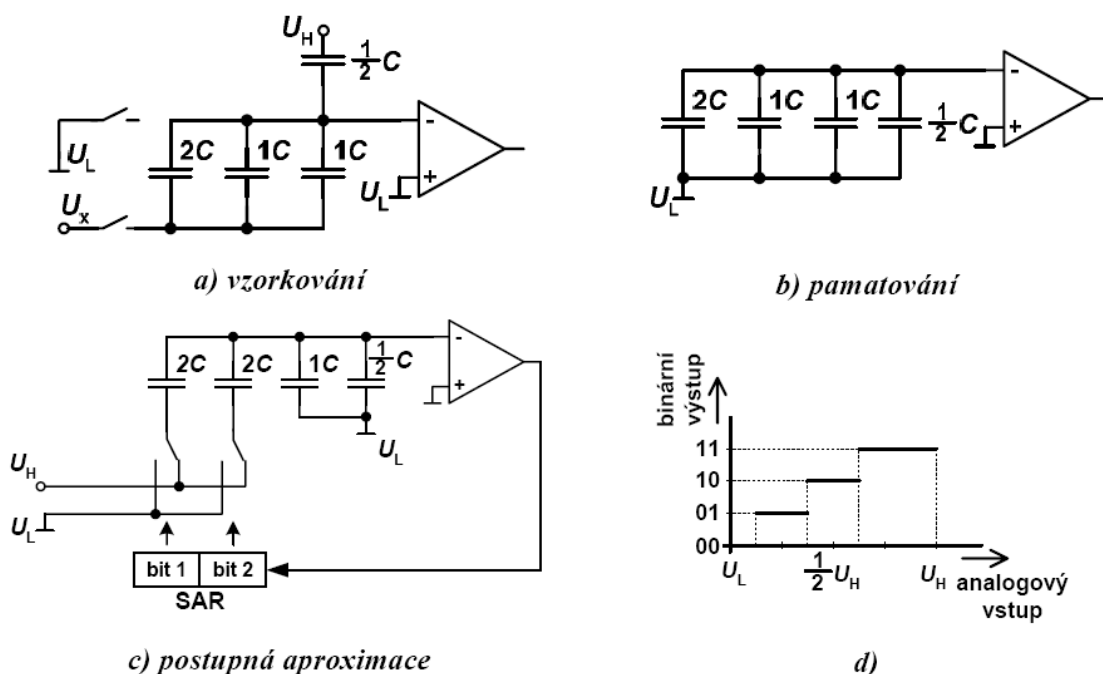 U_H
1/2 C
U_L
2C 1C 1C
-
+
U_x
U_L
a) vzorkování
2C 1C 1C 1/2 C
-
+
U_L
b) pamatování
2C 2C 1C 1/2 C
-
+
U_H
U_L
U_L
bit 1 bit 2
SAR
c) postupná aproximace
binární
výstup
11
10
01
00
U_L 1/2 U_H U_H analogový
vstup
d)